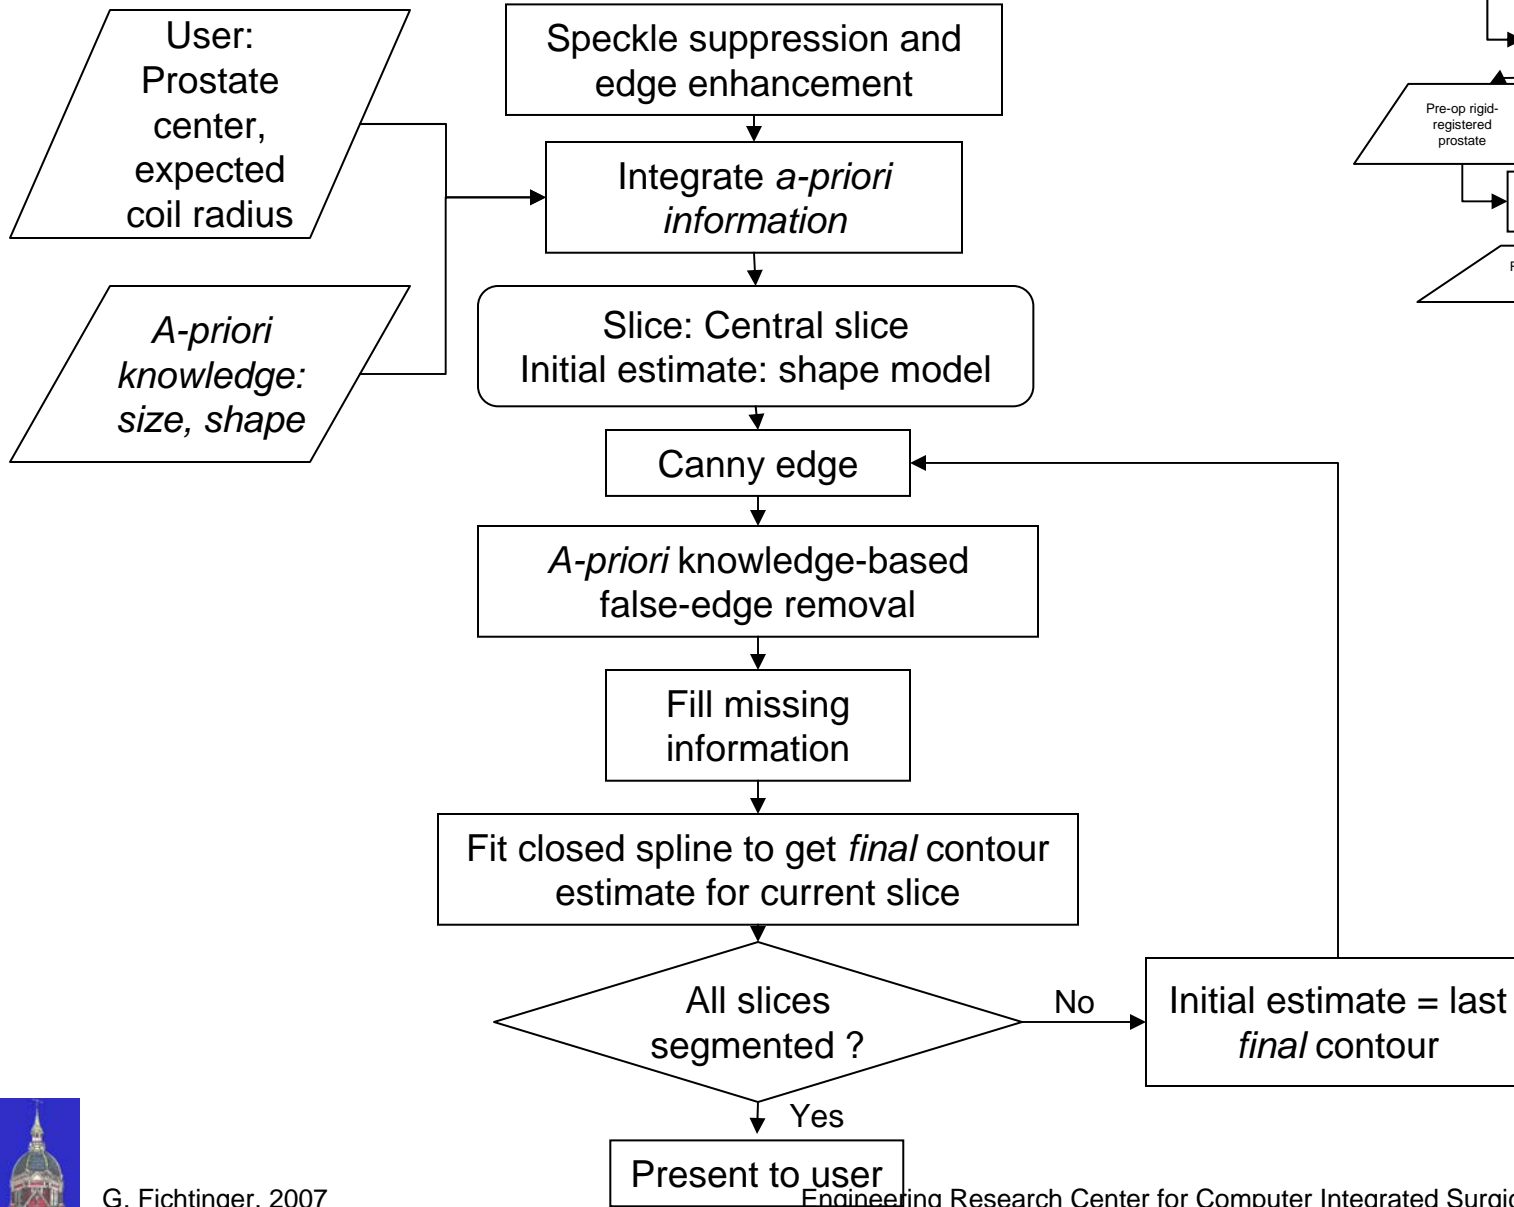 User:
Prostate
center,
expected
coil radius
Speckle suppression and
edge enhancement
Pre-op rigid-
registered
prostate
Integrate a-priori
information
A-priori
knowledge:
size, shape
Slice: Central slice
Initial estimate: shape model
Canny edge
A-priori knowledge-based
false-edge removal
Fill missing
information
Fit closed spline to get final contour
estimate for current slice
All slices
segmented ?
No
Initial estimate = last
final contour
Yes
Present to user
G. Fichtinger, 2007
Engineering Research Center for Computer Integrated